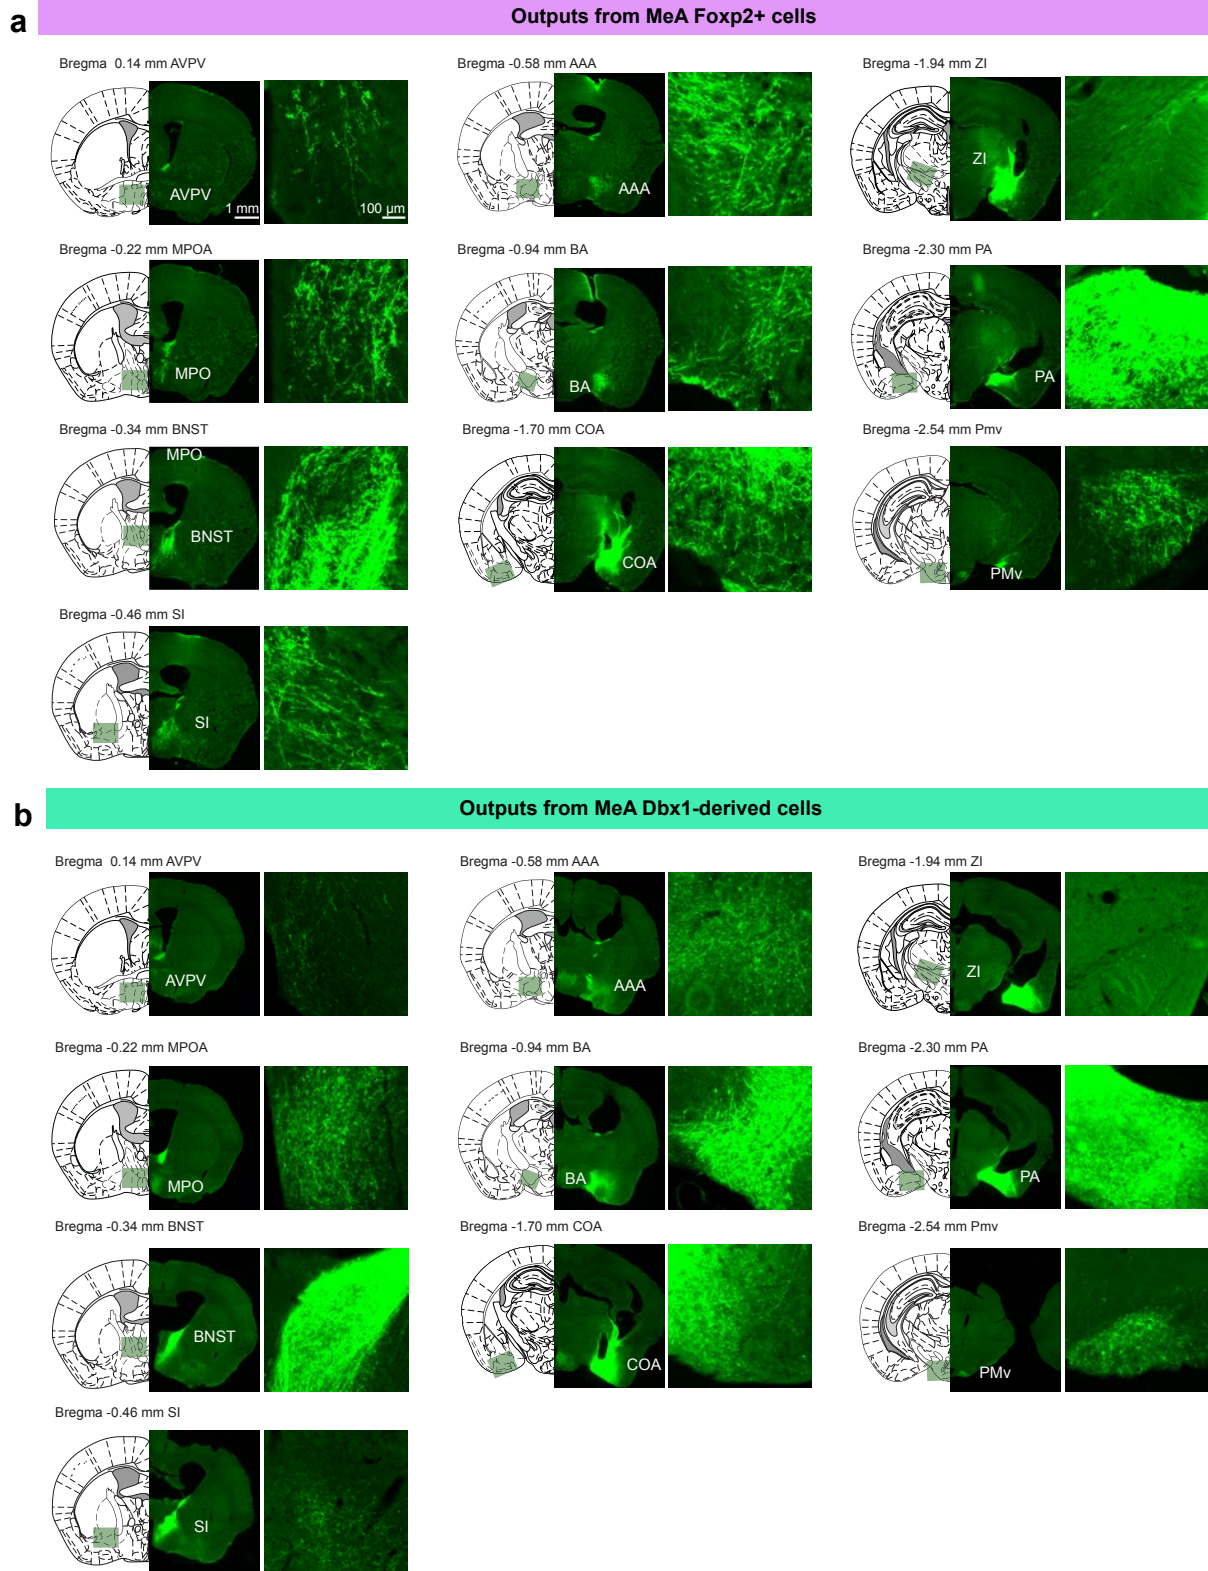 a
Outputs from MeA Foxp2+ cells
Bregma 0.14 mm AVPV
AVPV
1 mm
100 µm
Bregma -0.58 mm AAA
AAA
Bregma -1.94 mm ZI
ZI
Bregma -0.22 mm MPOA
MPO
Bregma -0.94 mm BA
BA
Bregma -2.30 mm PA
PA
Bregma -0.34 mm BNST
MPO
BNST
Bregma -1.70 mm COA
COA
Bregma -2.54 mm Pmv
PMv
Bregma -0.46 mm SI
SI
b
Outputs from MeA Dbx1-derived cells
Bregma 0.14 mm AVPV
AVPV
Bregma -0.58 mm AAA
AAA
Bregma -1.94 mm ZI
ZI
Bregma -0.22 mm MPOA
MPO
Bregma -0.94 mm BA
BA
Bregma -2.30 mm PA
PA
Bregma -0.34 mm BNST
BNST
Bregma -1.70 mm COA
COA
Bregma -2.54 mm Pmv
PMv
Bregma -0.46 mm SI
SI